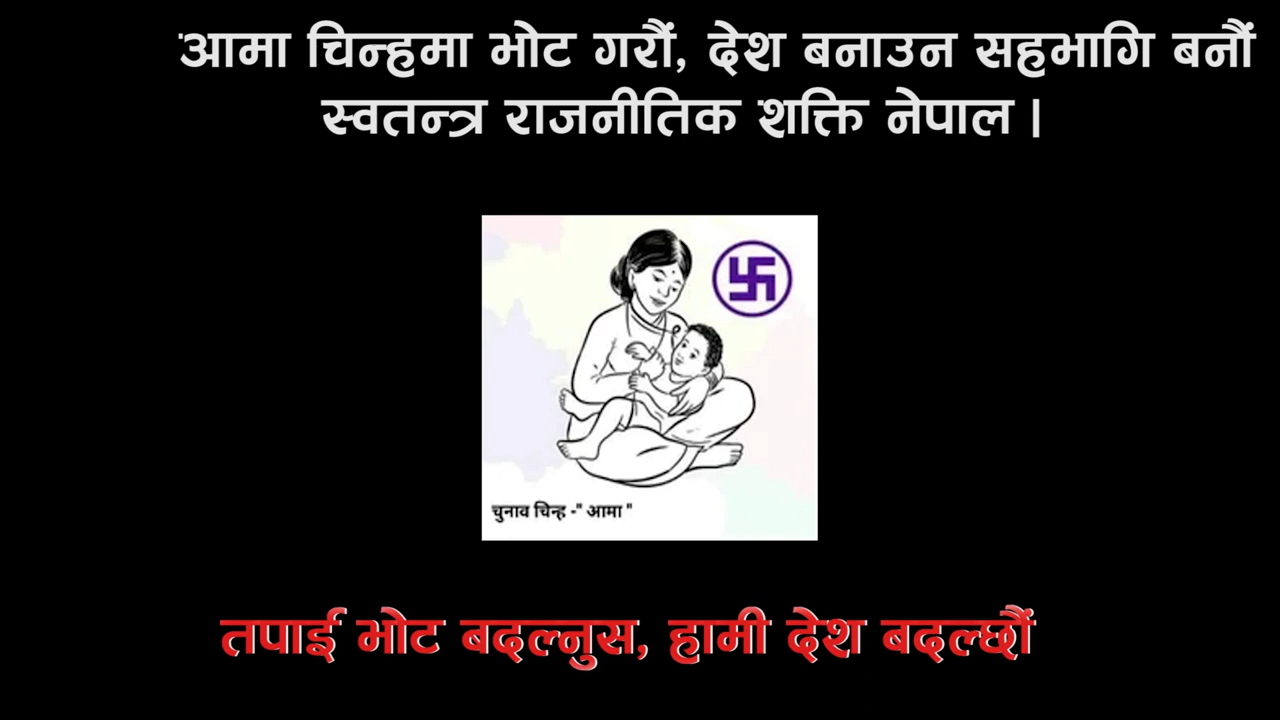 आमा चिन्हमा भोट गरौं, देश बनाउन सहभागि बनौं
स्वतन्त्र राजनीतिक शक्ति नेपाल ।
चुनाव चिन्ह -" आमा "
तपाई भोट बदल्नुस, हामी देश बदल्छौं